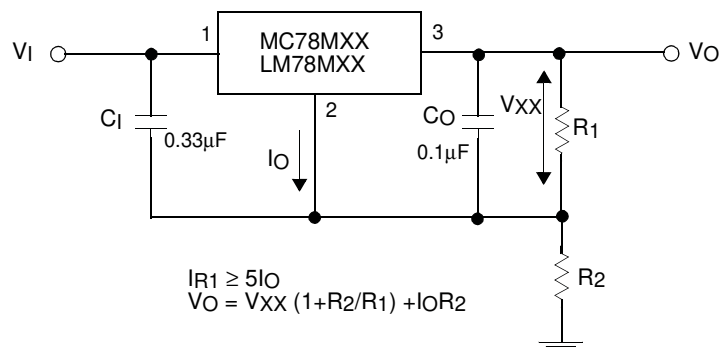 1
MC78MXX
LM78MXX
3
VI
VO
2
CI
0.33μF
IO
CO
0.1μF
VXX
R1
R2
IR1 ≥ 5IO
VO = VXX (1+R2/R1) +IOR2